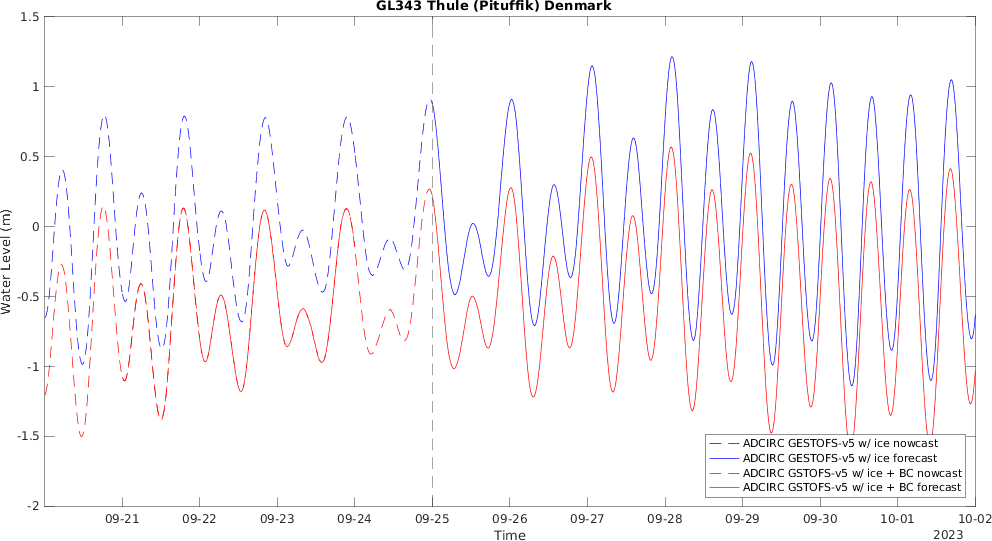 GL343 Thule (Pituffik) Denmark
1.5
1
0.5
0
-0.5
-1
-1.5
-2
Water Level (m)
ADCIRC GESTOFS-v5 w/ ice nowcast
ADCIRC GESTOFS-v5 w/ ice forecast
ADCIRC GSTOFS-v5 w/ ice + BC nowcast
ADCIRC GSTOFS-v5 w/ ice + BC forecast
09-21 09-22 09-23 09-24 09-25 09-26 09-27 09-28 09-29 09-30 10-01 10-02
Time
2023